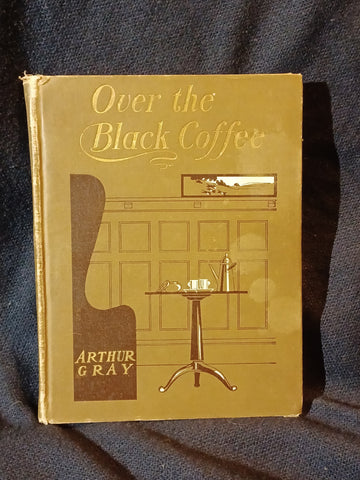 Over the
Black Coffee
ARTHUR
GRAY